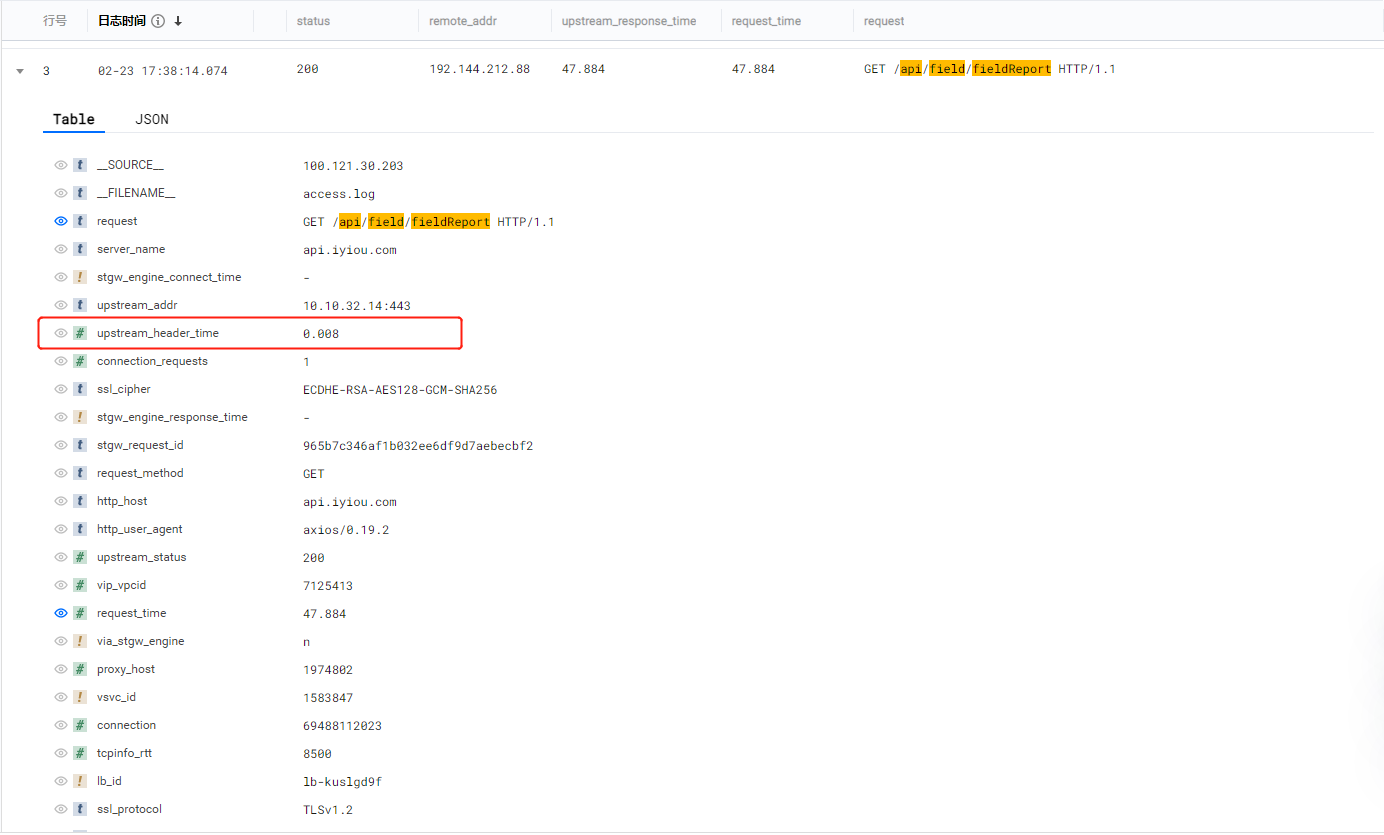 行号 日志时间 status remote_addr upstream_response_time request_time request
3 02-23 17:38:14.074 200 192.144.212.88 47.884 47.884 GET /api/field/fieldReport HTTP/1.1
Table JSON
t __SOURCE__ 100.121.30.203
t __FILENAME__ access.log
t request GET /api/field/fieldReport HTTP/1.1
t server_name api.iyiou.com
! stgw_engine_connect_time -
t upstream_addr 10.10.32.14:443
# upstream_header_time 0.008
# connection_requests 1
t ssl_cipher ECDHE-RSA-AES128-GCM-SHA256
! stgw_engine_response_time -
t stgw_request_id 965b7c346af1b032ee6df9d7aebecbf2
t request_method GET
t http_host api.iyiou.com
t http_user_agent axios/0.19.2
# upstream_status 200
# vip_vpcid 7125413
# request_time 47.884
! via_stgw_engine n
# proxy_host 1974802
! vsvc_id 1583847
# connection 69488112023
# tcpinfo_rtt 8500
! lb_id lb-kuslgd9f
t ssl_protocol TLSv1.2